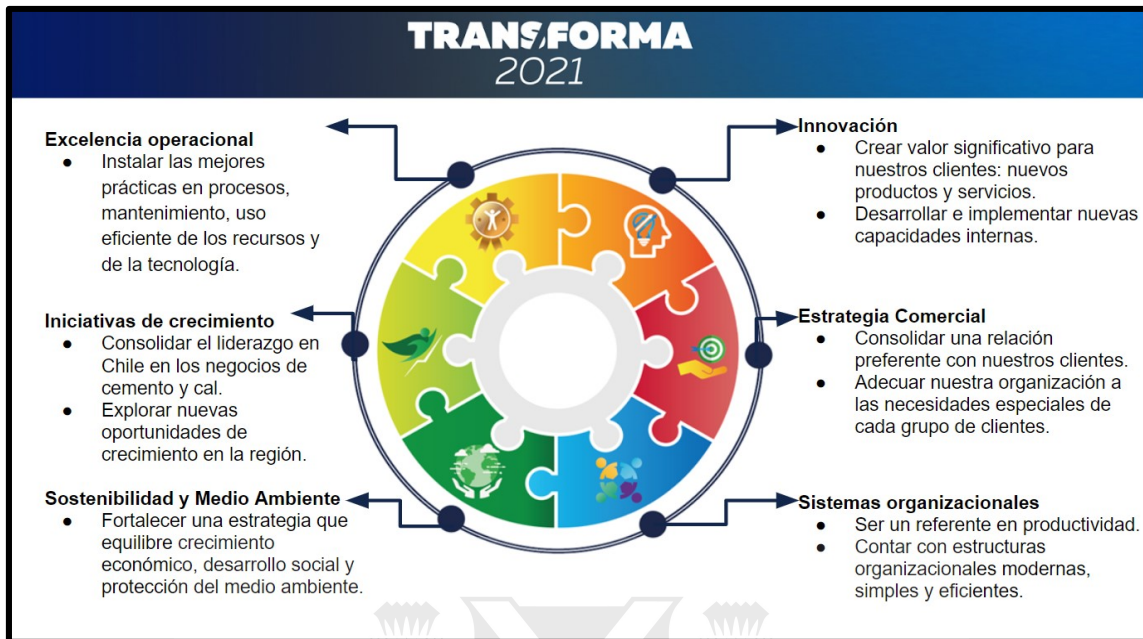 TRANSFORMA
2021
Excelencia operacional
● Instalar las mejores
prácticas en procesos,
mantenimiento, uso
eficiente de los recursos y
de la tecnología.
Iniciativas de crecimiento
● Consolidar el liderazgo en
Chile en los negocios de
cemento y cal.
● Explorar nuevas
oportunidades de
crecimiento en la región.
Sostenibilidad y Medio Ambiente
● Fortalecer una estrategia que
equilibre crecimiento
económico, desarrollo social y
protección del medio ambiente.
Innovación
● Crear valor significativo para
nuestros clientes: nuevos
productos y servicios.
● Desarrollar e implementar nuevas
capacidades internas.
Estrategia Comercial
● Consolidar una relación
preferente con nuestros clientes.
● Adecuar nuestra organización a
las necesidades especiales de
cada grupo de clientes.
Sistemas organizacionales
● Ser un referente en productividad.
● Contar con estructuras
organizacionales modernas,
simples y eficientes.